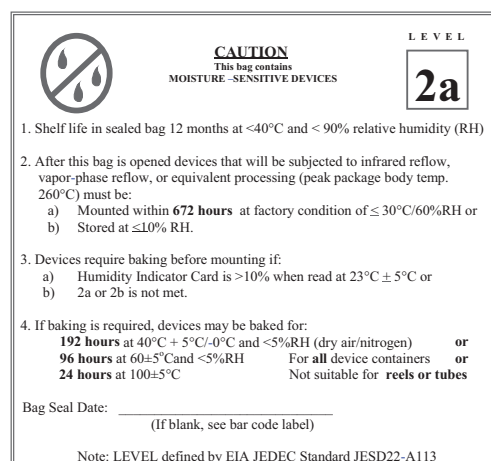 L E V E L
CAUTION
This bag contains
MOISTURE –SENSITIVE DEVICES
2a
1. Shelf life in sealed bag 12 months at <40°C and < 90% relative humidity (RH)
2. After this bag is opened devices that will be subjected to infrared reflow,
vapor-phase reflow, or equivalent processing (peak package body temp.
260°C) must be:
a) Mounted within 672 hours at factory condition of ≤ 30°C/60%RH or
b) Stored at ≤10% RH.
3. Devices require baking before mounting if:
a) Humidity Indicator Card is >10% when read at 23°C ± 5°C or
b) 2a or 2b is not met.
4. If baking is required, devices may be baked for:
192 hours at 40°C + 5°C/-0°C and <5%RH (dry air/nitrogen) or
96 hours at 60±5°Cand <5%RH For all device containers or
24 hours at 100±5°C Not suitable for reels or tubes
Bag Seal Date: ____________________
(If blank, see bar code label)
Note: LEVEL defined by EIA JEDEC Standard JESD22-A113